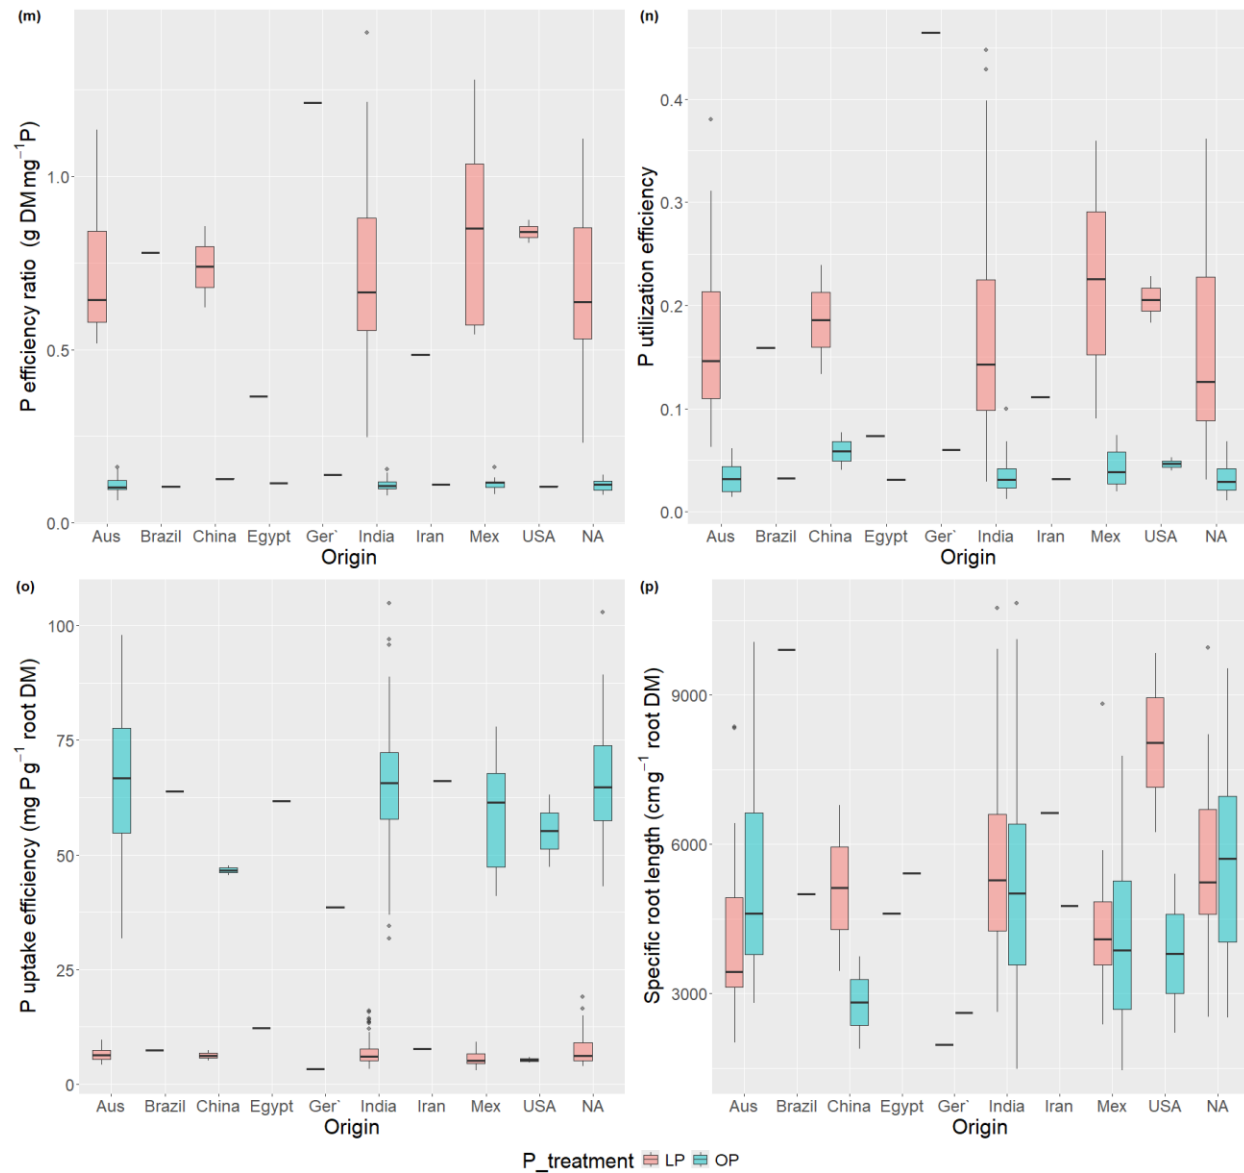 (m)
P efficiency ratio (g DM mg⁻¹P)
1.0
0.5
0.0
Aus Brazil China Egypt Ger` India Iran Mex USA NA
Origin
(n)
P utilization efficiency
0.4
0.3
0.2
0.1
0.0
Aus Brazil China Egypt Ger` India Iran Mex USA NA
Origin
(o)
P uptake efficiency (mg P g⁻¹ root DM)
100
75
50
25
0
Aus Brazil China Egypt Ger` India Iran Mex USA NA
Origin
(p)
Specific root length (cm g⁻¹ root DM)
9000
6000
3000
Aus Brazil China Egypt Ger` India Iran Mex USA NA
Origin
P_treatment LP OP